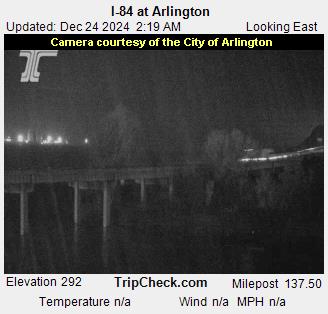 I-84 at Arlington
Updated: Dec 24 2024 2:19 AM Looking East
Camera courtesy of the City of Arlington
Elevation 292 TripCheck.com Milepost 137.50
Temperature n/a Wind n/a MPH n/a